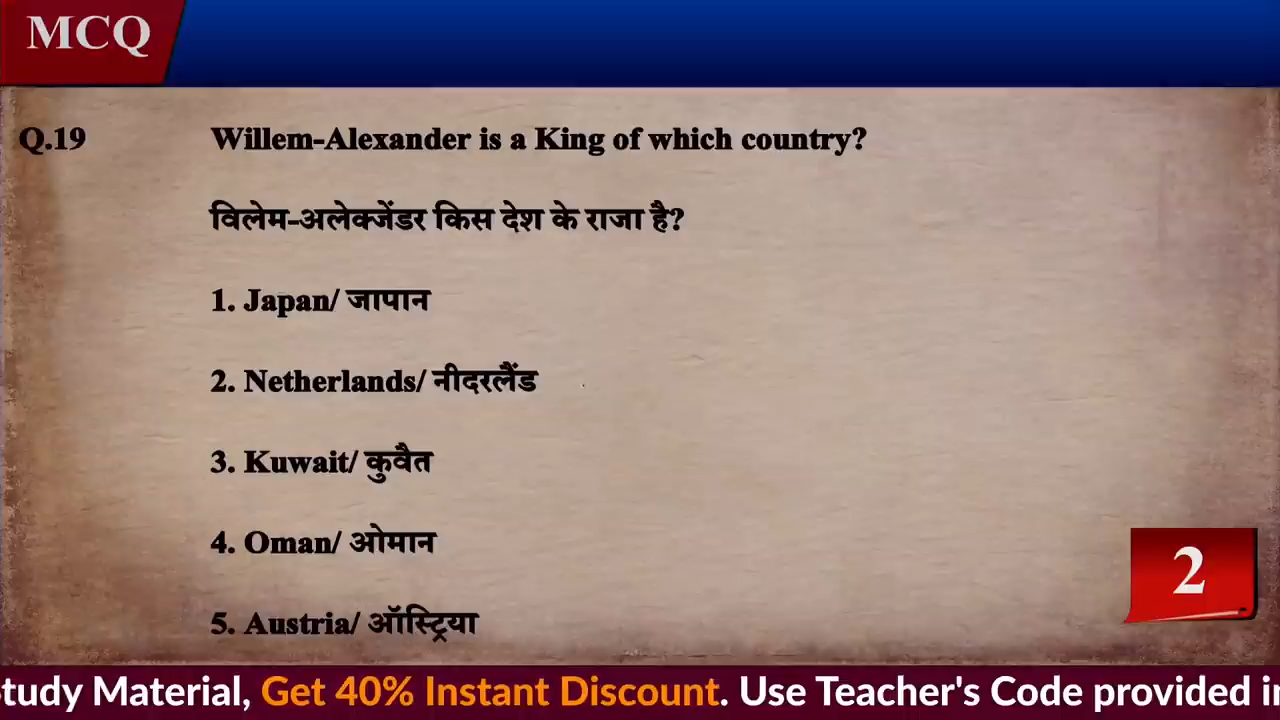 MCQ
Q.19 Willem-Alexander is a King of which country?
विलेम-अलेक्जेंडर किस देश के राजा है?
1. Japan/ जापान
2. Netherlands/ नीदरलैंड
3. Kuwait/ कुवैत
4. Oman/ ओमान
2
5. Austria/ ऑस्ट्रिया
tudy Material, Get 40% Instant Discount. Use Teacher's Code provided in